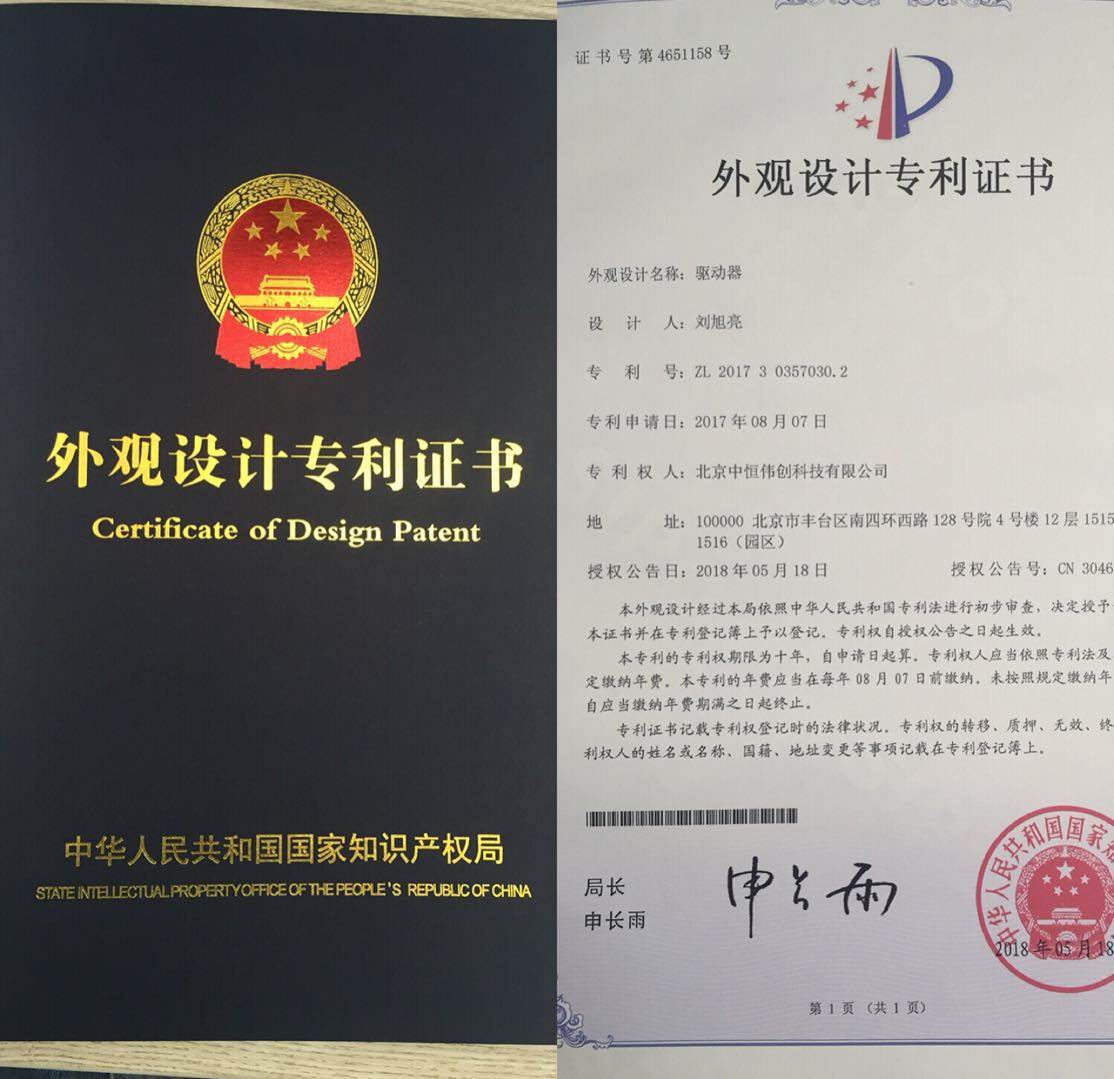 外观设计专利证书
Certificate of Design Patent
中华人民共和国国家知识产权局
STATE INTELLECTUAL PROPERTY OFFICE OF THE PEOPLE'S REPUBLIC OF CHINA
证书号第4651158号
外观设计专利证书
外观设计名称：驱动器
设计人：刘旭亮
专利号：ZL 2017 3 0357030.2
专利申请日：2017年08月07日
专利权人：北京中恒伟创科技有限公司
地址：100000 北京市丰台区南四环西路128号院4号楼12层1515
1516（园区）
授权公告日：2018年05月18日 授权公告号：CN 3046
本外观设计经过本局依照中华人民共和国专利法进行初步审查，决定授予
本证书并在专利登记簿上予以登记。专利权自授权公告之日起生效。
本专利的专利权期限为十年，自申请日起算。专利权人应当依照专利法及
定缴纳年费。本专利的年费应当在每年08月07日前缴纳。未按照规定缴纳年
自应当缴纳年费期满之日起终止。
专利证书记载专利权登记时的法律状况。专利权的转移、质押、无效、终
利权人的姓名或名称、国籍、地址变更等事项记载在专利登记簿上。
局长
申长雨
申长雨
中华人民共和国国家知
2018年05月18
第1页（共1页）